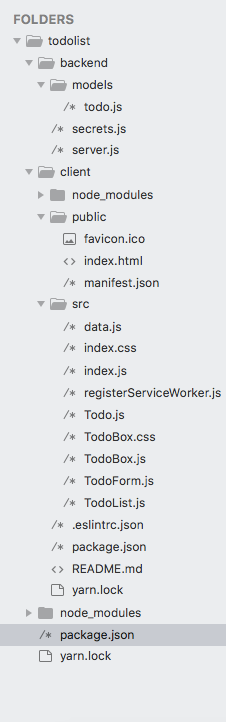 FOLDERS
todolist
backend
models
/* todo.js
/* secrets.js
/* server.js
client
node_modules
public
favicon.ico
<> index.html
/* manifest.json
src
/* data.js
/* index.css
/* index.js
/* registerServiceWorker.js
/* Todo.js
/* TodoBox.css
/* TodoBox.js
/* TodoForm.js
/* TodoList.js
/* .eslintrc.json
/* package.json
<> README.md
yarn.lock
node_modules
/* package.json
yarn.lock